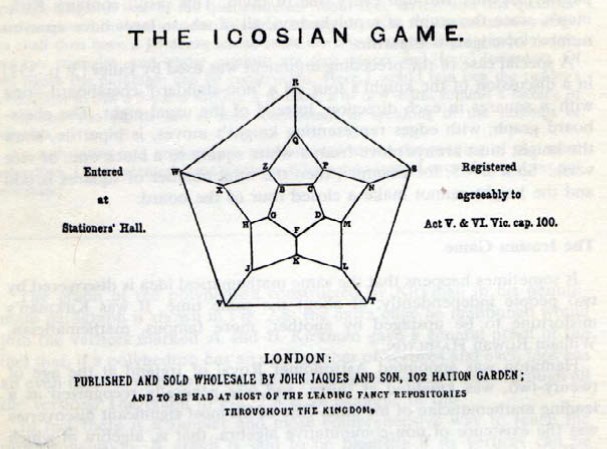 THE ICOSIAN GAME.
R
Q
Z P
W S
X B C N
G D
H M
F
K
J L
V T
Entered
at
Stationers' Hall.
Registered
agreeably to
Act V. & VI. Vic. cap. 100.
LONDON:
PUBLISHED AND SOLD WHOLESALE BY JOHN JAQUES AND SON, 102 HATTON GARDEN;
AND TO BE HAD AT MOST OF THE LEADING FANCY REPOSITORIES
THROUGHOUT THE KINGDOM.